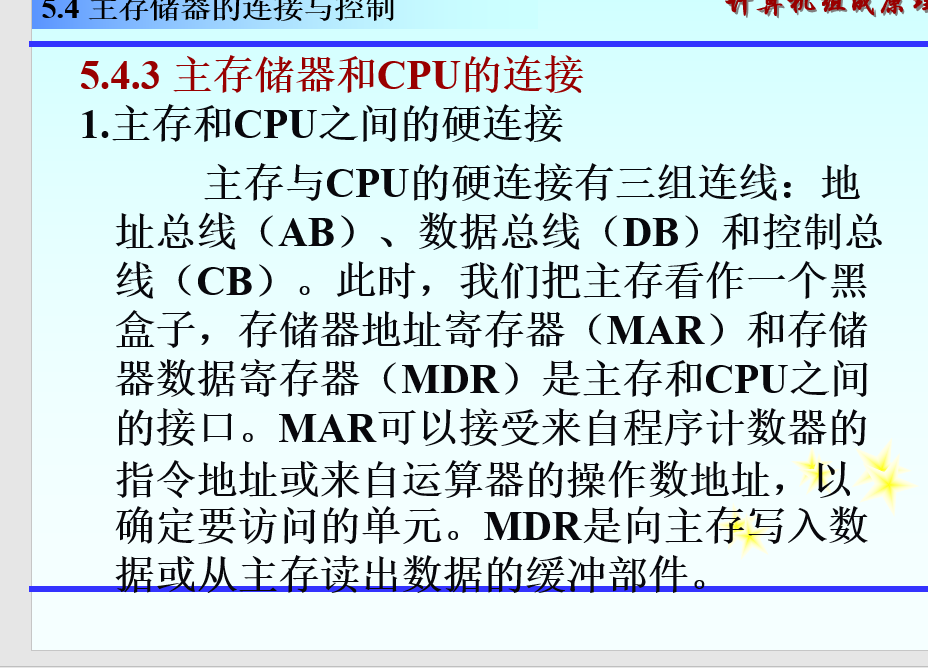 5.4 主存储器的连接与控制
计算机组成原理
5.4.3 主存储器和CPU的连接
1.主存和CPU之间的硬连接
主存与CPU的硬连接有三组连线：地
址总线（AB）、数据总线（DB）和控制总
线（CB）。此时，我们把主存看作一个黑
盒子，存储器地址寄存器（MAR）和存储
器数据寄存器（MDR）是主存和CPU之间
的接口。MAR可以接受来自程序计数器的
指令地址或来自运算器的操作数地址，以
确定要访问的单元。MDR是向主存写入数
据或从主存读出数据的缓冲部件。